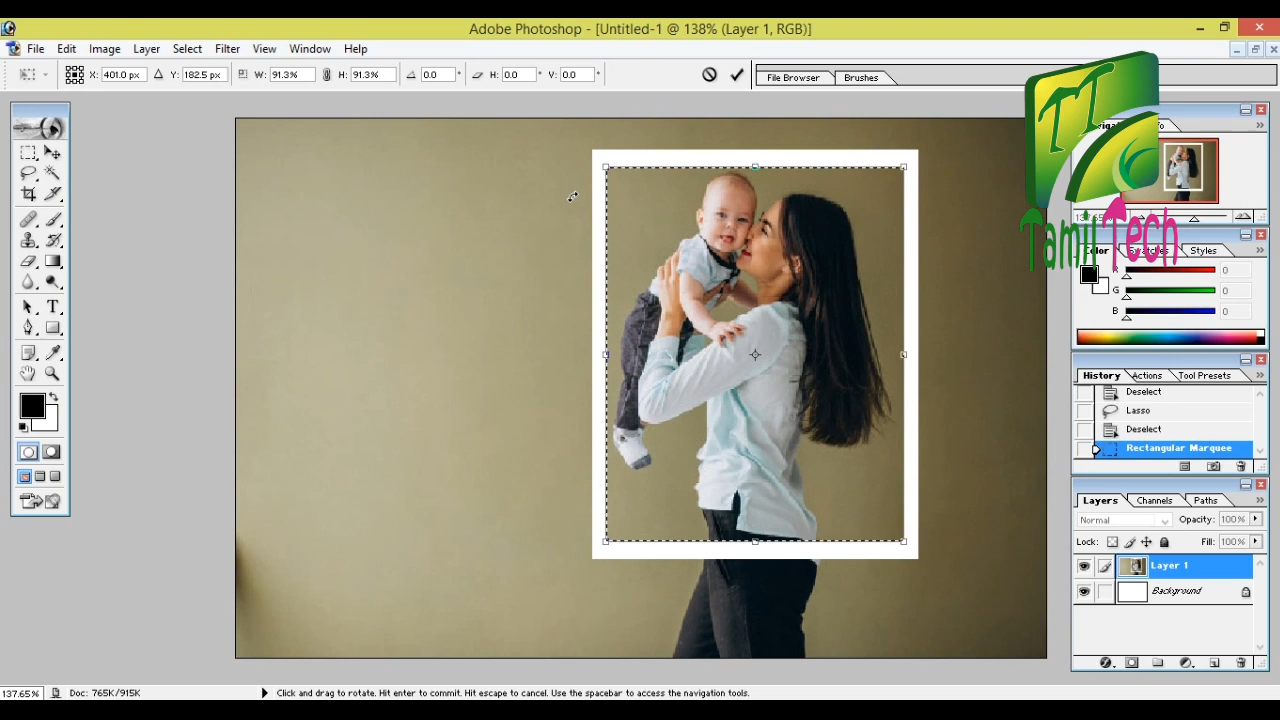 Adobe Photoshop - [Untitled-1 @ 138% (Layer 1, RGB)]
File Edit Image Layer Select Filter View Window Help
X: 401.0 px Y: 182.5 px W: 91.3% H: 91.3% 0.0 ° H: 0.0 ° V: 0.0 °
File Browser Brushes
TT
Tamil Tech
Color Swatches Styles
R 0
G 0
B 0
History Actions Tool Presets
Deselect
Lasso
Deselect
Rectangular Marquee
Layers Channels Paths
Normal Opacity: 100%
Lock: Fill: 100%
Layer 1
Background
T
137.65% Doc: 765K/915K Click and drag to rotate. Hit enter to commit. Hit escape to cancel. Use the spacebar to access the navigation tools.